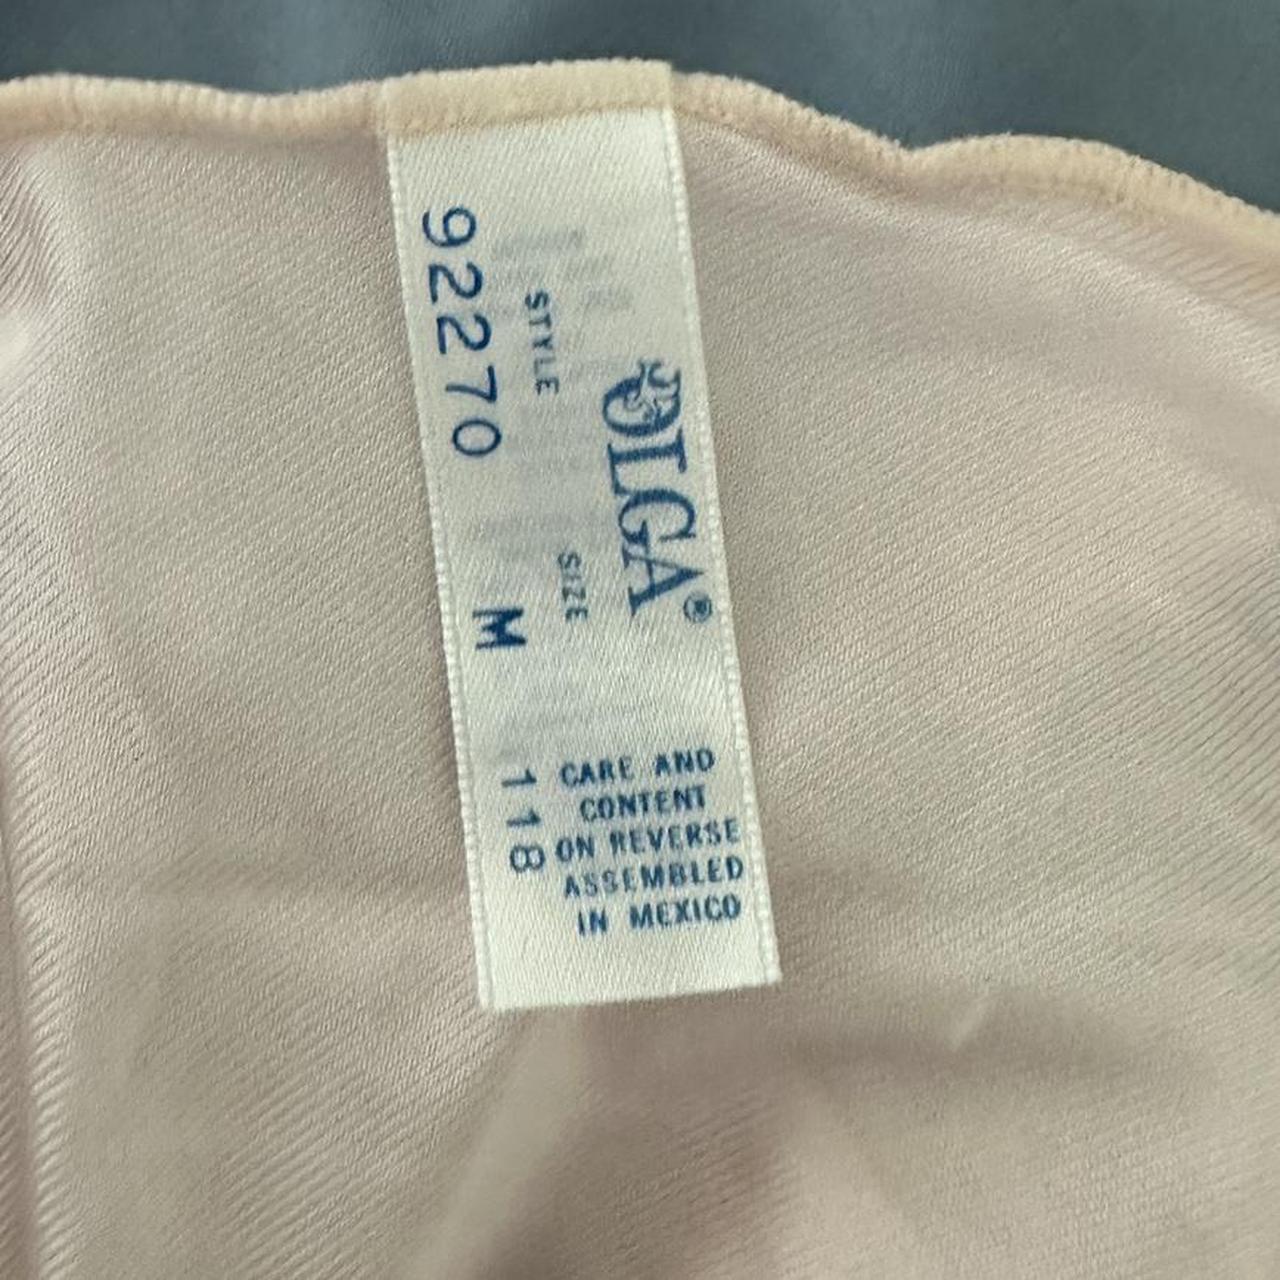 OLGA®
STYLE SIZE
92270 M 118
CARE AND
CONTENT
ON REVERSE
ASSEMBLED
IN MEXICO